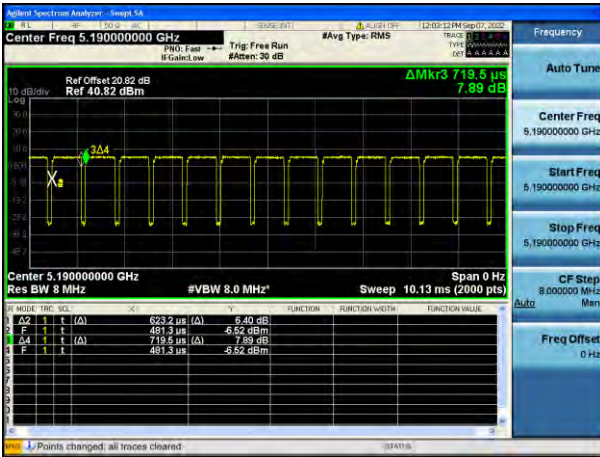 Agilent Spectrum Analyzer - Swept SA
RL RF 50 Ω AC SENSE:INT ALIGN OFF 12:03:12 PM Sep 07, 2022
Center Freq 5.190000000 GHz #Avg Type: RMS TRACE
PNO: Fast Trig: Free Run TYPE
IFGain:Low #Atten: 30 dB DET A A A A A A
Frequency
Auto Tune
ΔMkr3 719.5 µs
7.89 dB
Ref Offset 20.82 dB
10 dB/div Ref 40.82 dBm
Log
3Δ4
Center Freq
5.190000000 GHz
Start Freq
5.190000000 GHz
Stop Freq
5.190000000 GHz
CF Step
8.000000 MHz
Auto Man
Freq Offset
0 Hz
Center 5.190000000 GHz Span 0 Hz
Res BW 8 MHz #VBW 8.0 MHz* Sweep 10.13 ms (2000 pts)
MODE TRC SCL X Y FUNCTION FUNCTION WIDTH FUNCTION VALUE
1 Δ2 1 t (Δ) 623.2 µs (Δ) 6.40 dB
2 F 1 t 481.3 µs -6.52 dBm
3 Δ4 1 t (Δ) 719.5 µs (Δ) 7.89 dB
4 F 1 t 481.3 µs -6.52 dBm
5
6
7
8
9
MSG Points changed; all traces cleared STATUS